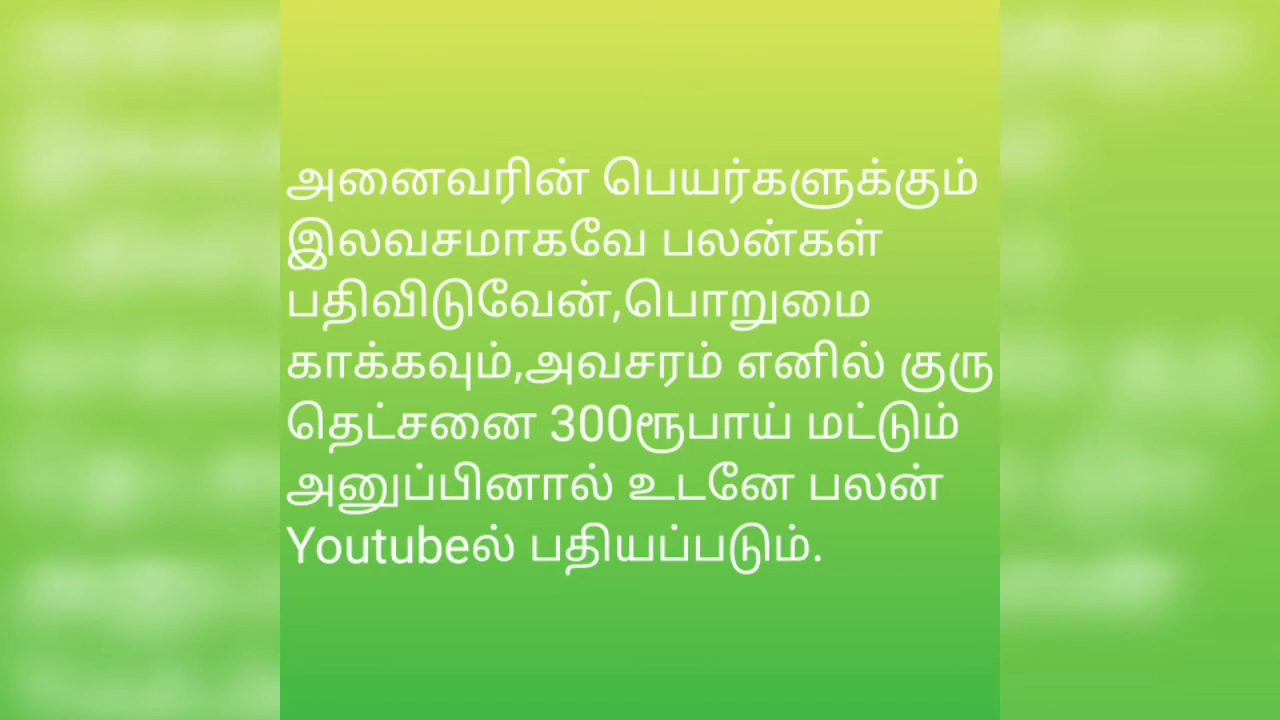 அனைவரின் பெயர்களுக்கும்
இலவசமாகவே பலன்கள்
பதிவிடுவேன்,பொறுமை
காக்கவும்,அவசரம் எனில் குரு
தெட்சனை 300ரூபாய் மட்டும்
அனுப்பினால் உடனே பலன்
Youtubeல் பதியப்படும்.